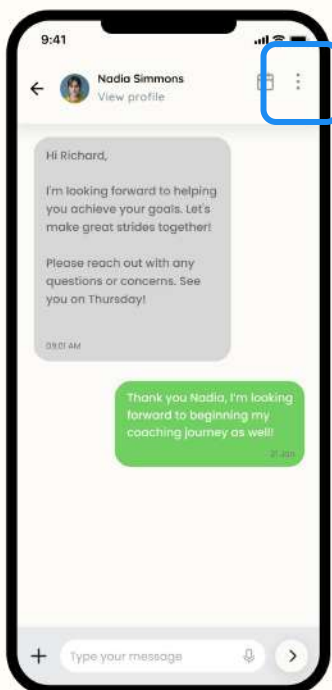 9:41
Nadia Simmons
View profile
Hi Richard,
I'm looking forward to helping
you achieve your goals. Let's
make great strides together!
Please reach out with any
questions or concerns. See
you on Thursday!
09:01 AM
Thank you Nadia, I'm looking
forward to beginning my
coaching journey as well!
21 Jan
Type your message